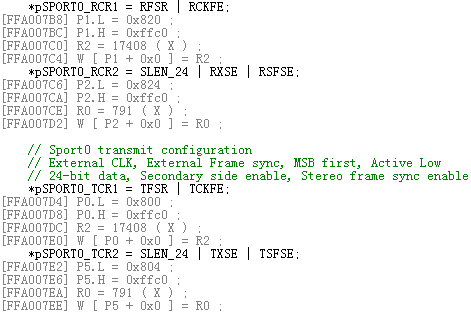 *pSPORT0_RCR1 = RFSR | RCKFE;
[FFA007B8] P1.L = 0x820 ;
[FFA007BC] P1.H = 0xffc0 ;
[FFA007C0] R2 = 17408 ( X ) ;
[FFA007C4] W [ P1 + 0x0 ] = R2 ;
*pSPORT0_RCR2 = SLEN_24 | RXSE | RSFSE;
[FFA007C6] P2.L = 0x824 ;
[FFA007CA] P2.H = 0xffc0 ;
[FFA007CE] R0 = 791 ( X ) ;
[FFA007D2] W [ P2 + 0x0 ] = R0 ;
// Sport0 transmit configuration
// External CLK, External Frame sync, MSB first, Active Low
// 24-bit data, Secondary side enable, Stereo frame sync enable
*pSPORT0_TCR1 = TFSR | TCKFE;
[FFA007D4] P0.L = 0x800 ;
[FFA007D8] P0.H = 0xffc0 ;
[FFA007DC] R2 = 17408 ( X ) ;
[FFA007E0] W [ P0 + 0x0 ] = R2 ;
*pSPORT0_TCR2 = SLEN_24 | TXSE | TSFSE;
[FFA007E2] P5.L = 0x804 ;
[FFA007E6] P5.H = 0xffc0 ;
[FFA007EA] R0 = 791 ( X ) ;
[FFA007EE] W [ P5 + 0x0 ] = R0 ;